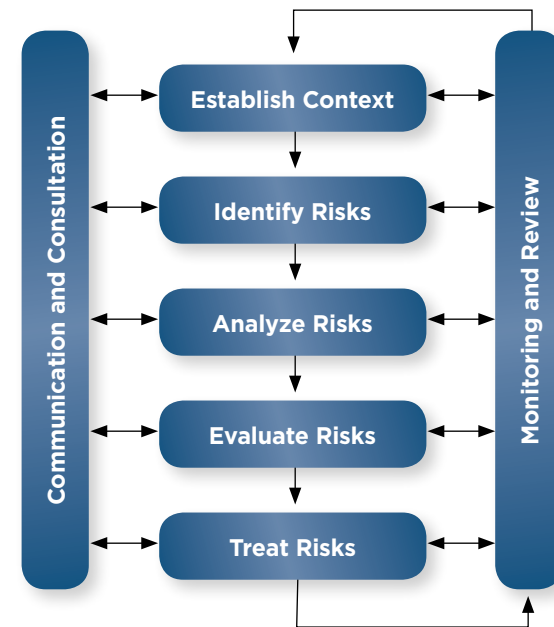 Communication and Consultation
Establish Context
Identify Risks
Analyze Risks
Evaluate Risks
Treat Risks
Monitoring and Review